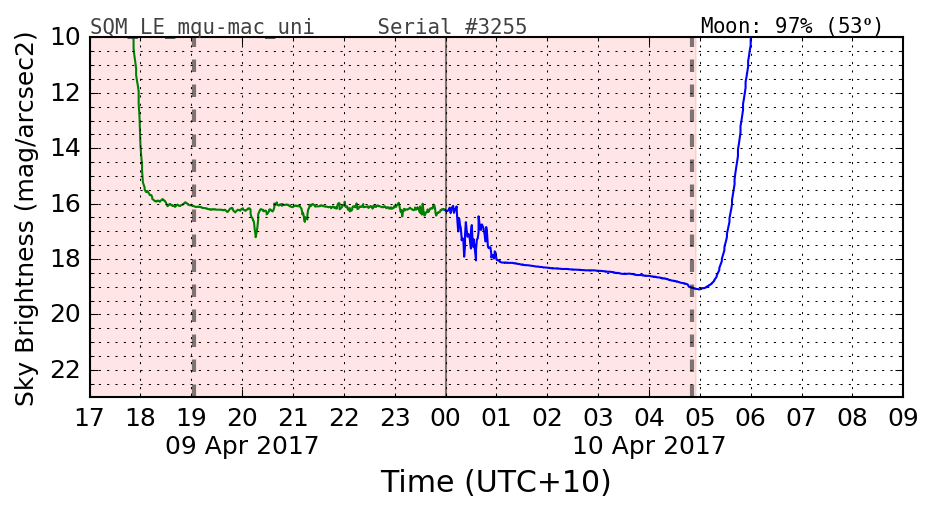 SQM_LE_mqu-mac_uni Serial #3255 Moon: 97% (53º)
10
12
14
16
18
20
22
Sky Brightness (mag/arcsec2)
17 18 19 20 21 22 23 00 01 02 03 04 05 06 07 08 09
09 Apr 2017 10 Apr 2017
Time (UTC+10)